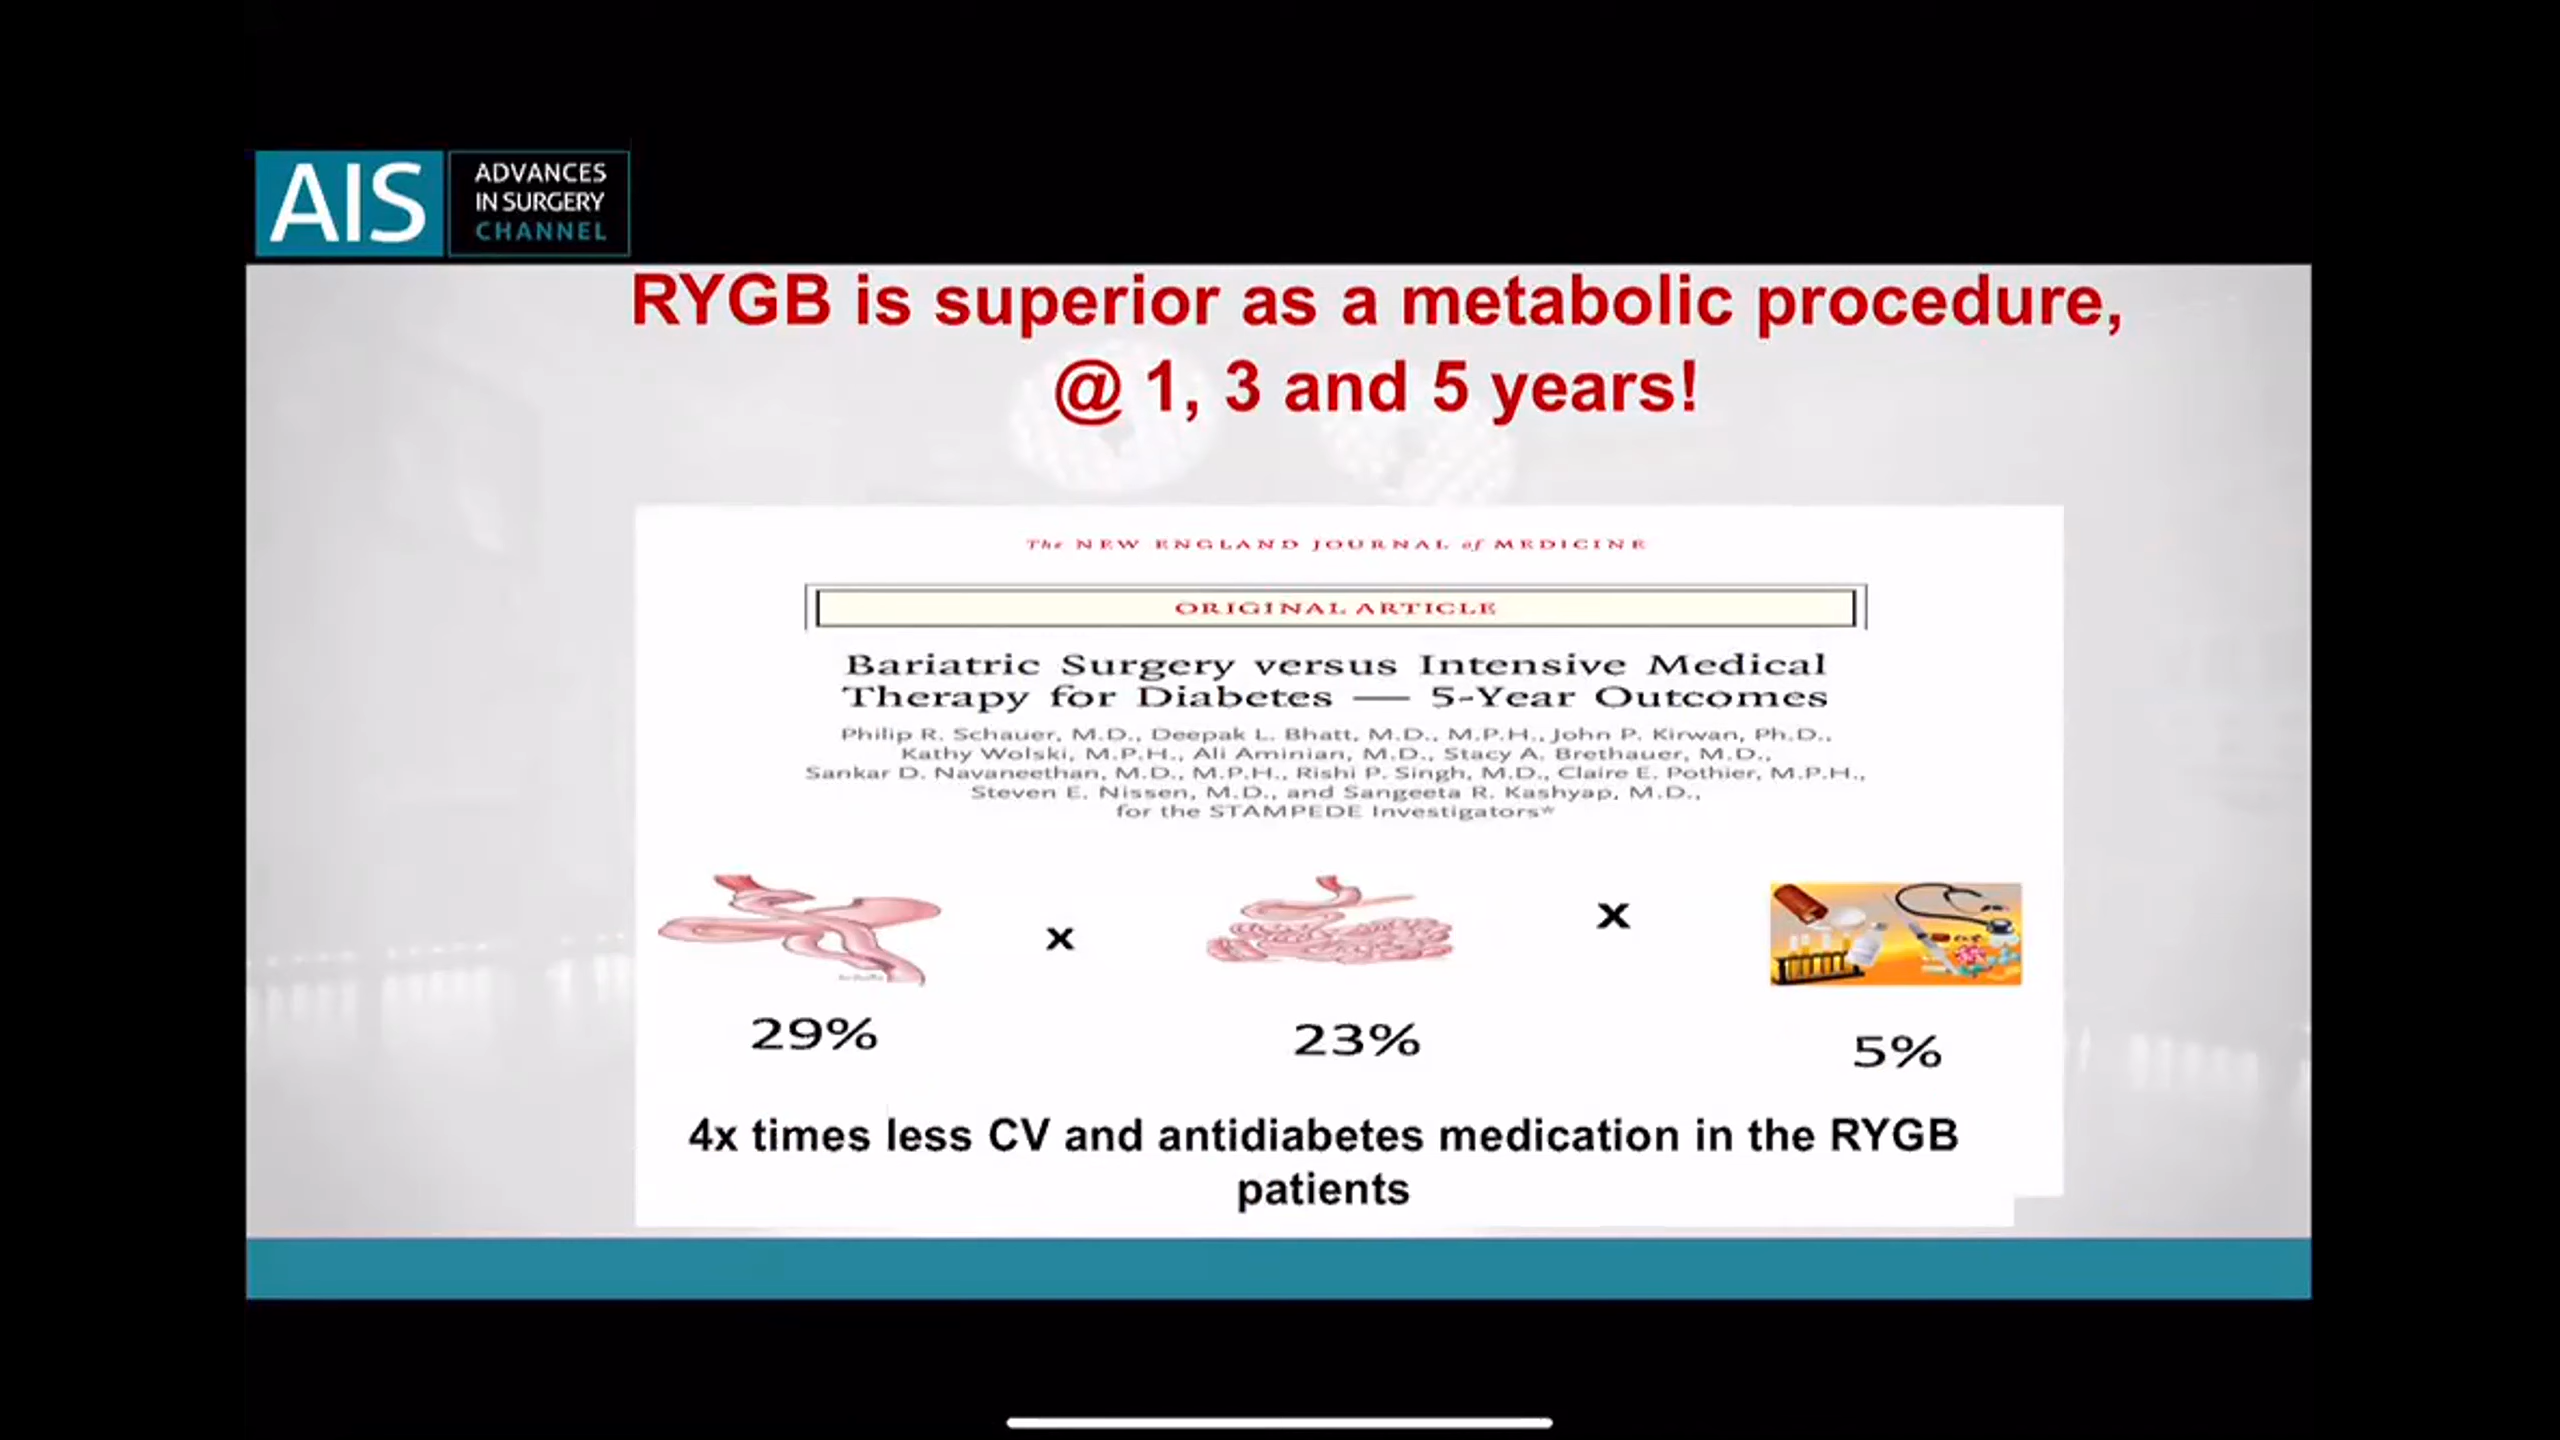 AIS
ADVANCES
IN SURGERY
CHANNEL
RYGB is superior as a metabolic procedure,
@ 1, 3 and 5 years!
The NEW ENGLAND JOURNAL of MEDICINE
ORIGINAL ARTICLE
Bariatric Surgery versus Intensive Medical
Therapy for Diabetes — 5-Year Outcomes
Philip R. Schauer, M.D., Deepak L. Bhatt, M.D., M.P.H., John P. Kirwan, Ph.D.,
Kathy Wolski, M.P.H., Ali Aminian, M.D., Stacy A. Brethauer, M.D.,
Sankar D. Navaneethan, M.D., M.P.H., Rishi P. Singh, M.D., Claire E. Pothier, M.P.H.,
Steven E. Nissen, M.D., and Sangeeta R. Kashyap, M.D.,
for the STAMPEDE Investigators*
x
x
29%
23%
5%
4x times less CV and antidiabetes medication in the RYGB
patients